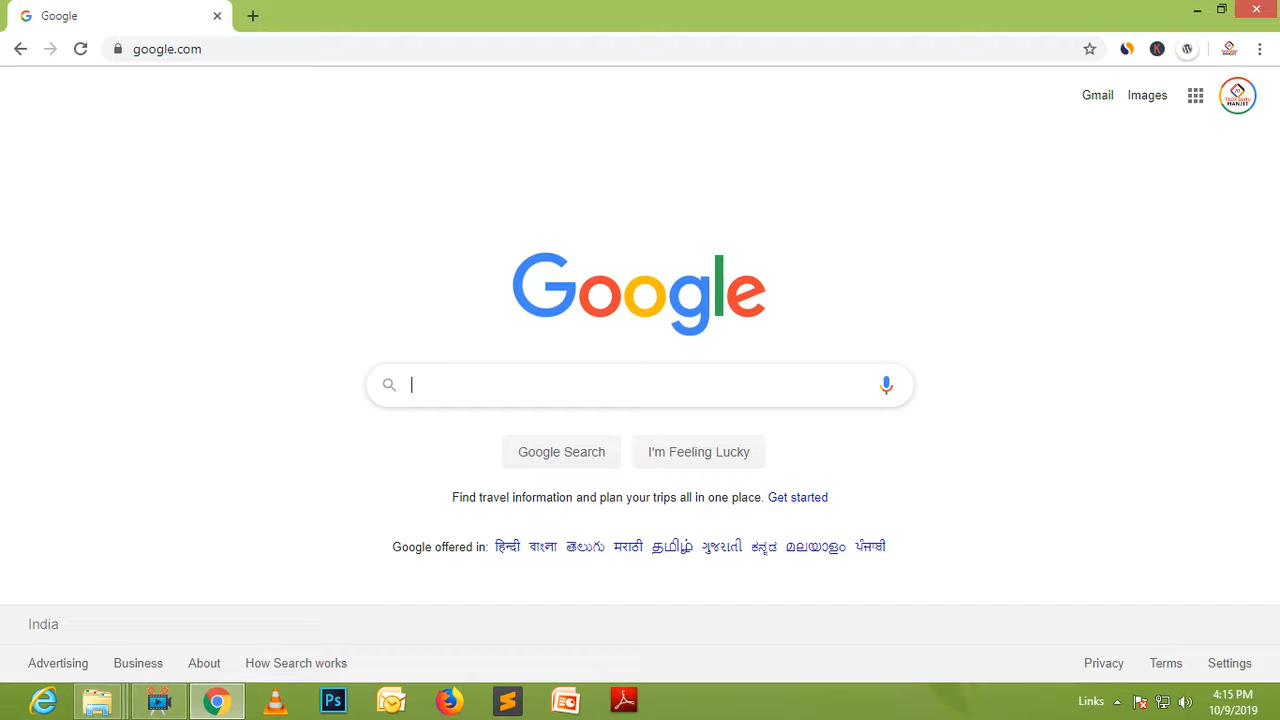 Google
google.com
Gmail Images
Google
Google Search I'm Feeling Lucky
Find travel information and plan your trips all in one place. Get started
Google offered in: हिन्दी বাংলা తెలుగు मराठी தமிழ் ગુજરાતી ಕನ್ನಡ മലയാളം ਪੰਜਾਬੀ
India
Advertising Business About How Search works Privacy Terms Settings
Ps
Links 4:15 PM
10/9/2019